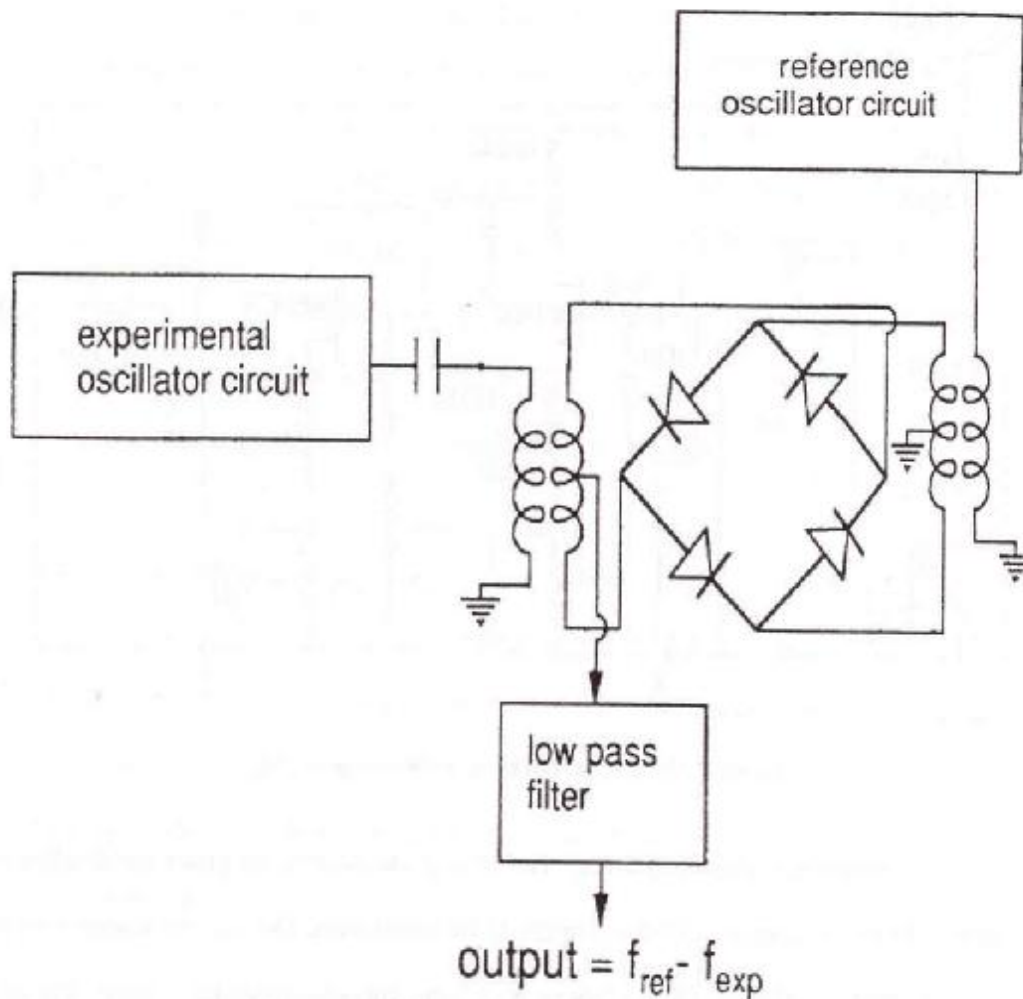 reference
oscillator circuit
experimental
oscillator circuit
low pass
filter
output = f_ref - f_exp